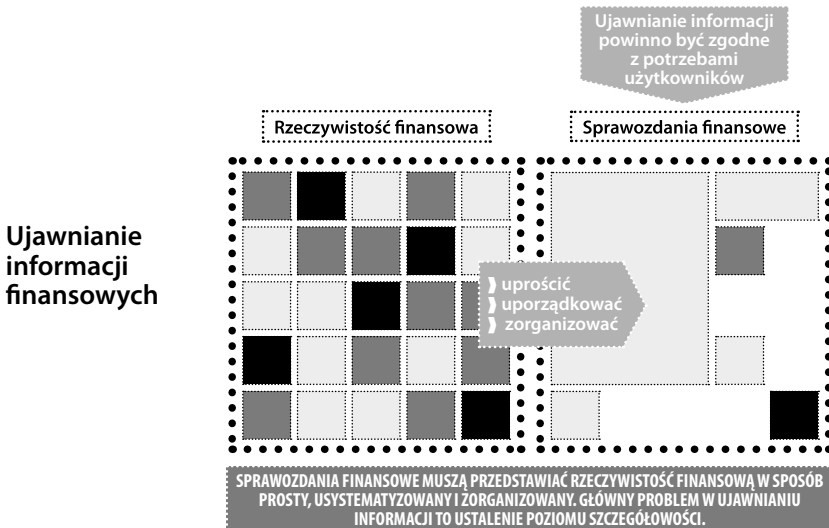 Ujawnianie informacji
powinno być zgodne
z potrzebami
użytkowników
Rzeczywistość finansowa
Sprawozdania finansowe
Ujawnianie
informacji
finansowych
❫ uprościć
❫ uporządkować
❫ zorganizować
SPRAWOZDANIA FINANSOWE MUSZĄ PRZEDSTAWIAĆ RZECZYWISTOŚĆ FINANSOWĄ W SPOSÓB
PROSTY, USYSTEMATYZOWANY I ZORGANIZOWANY. GŁÓWNY PROBLEM W UJAWNIANIU
INFORMACJI TO USTALENIE POZIOMU SZCZEGÓŁOWOŚCI.